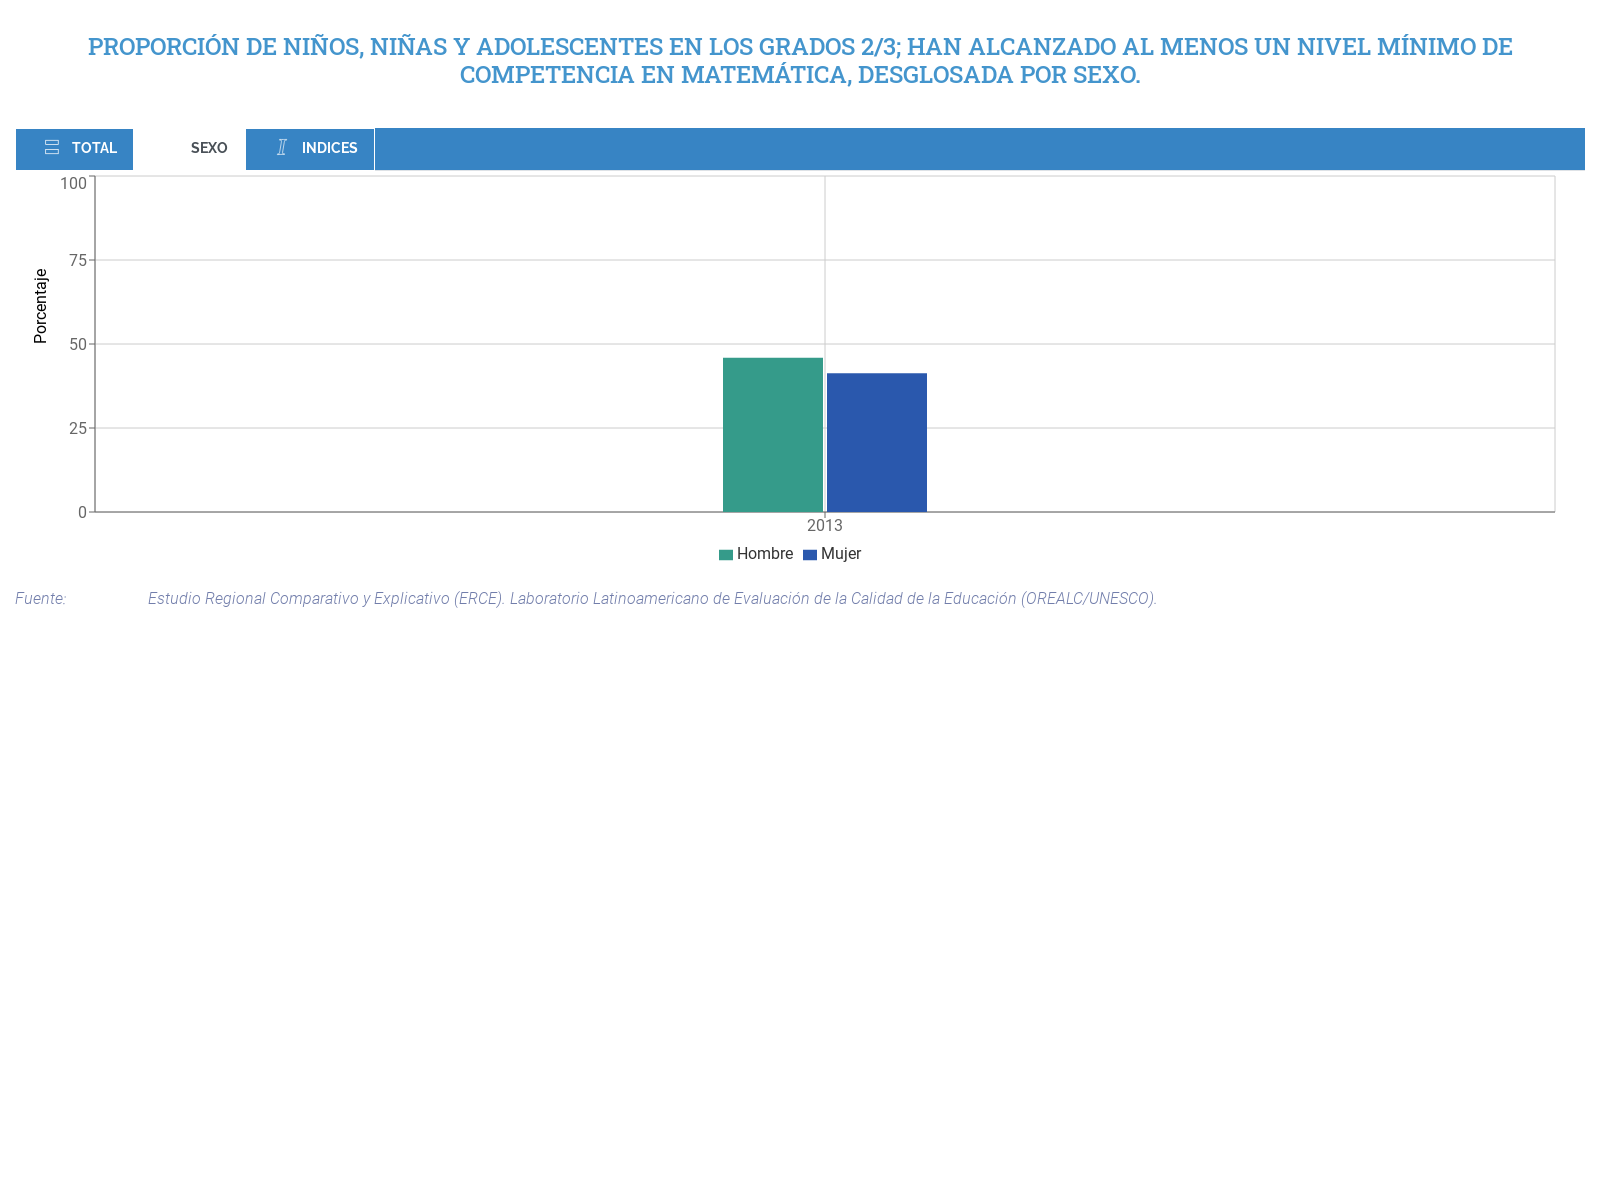 PROPORCIÓN DE NIÑOS, NIÑAS Y ADOLESCENTES EN LOS GRADOS 2/3; HAN ALCANZADO AL MENOS UN NIVEL MÍNIMO DE
COMPETENCIA EN MATEMÁTICA, DESGLOSADA POR SEXO.
TOTAL SEXO INDICES
100
75
Porcentaje
50
25
0
2013
Hombre Mujer
Fuente: Estudio Regional Comparativo y Explicativo (ERCE). Laboratorio Latinoamericano de Evaluación de la Calidad de la Educación (OREALC/UNESCO).